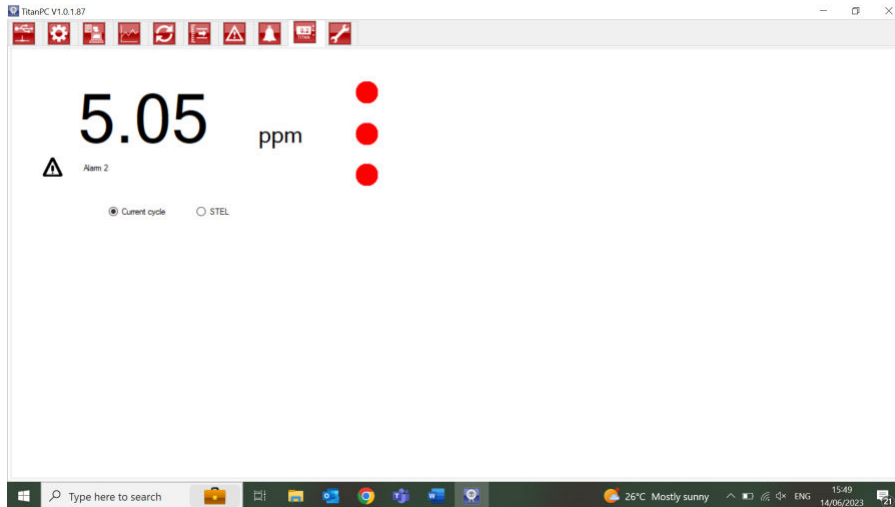 TitanPC V1.0.1.87
5.05 ppm
Alarm 2
Current cycle STEL
Type here to search
26°C Mostly sunny
ENG
15:49
14/06/2023
21